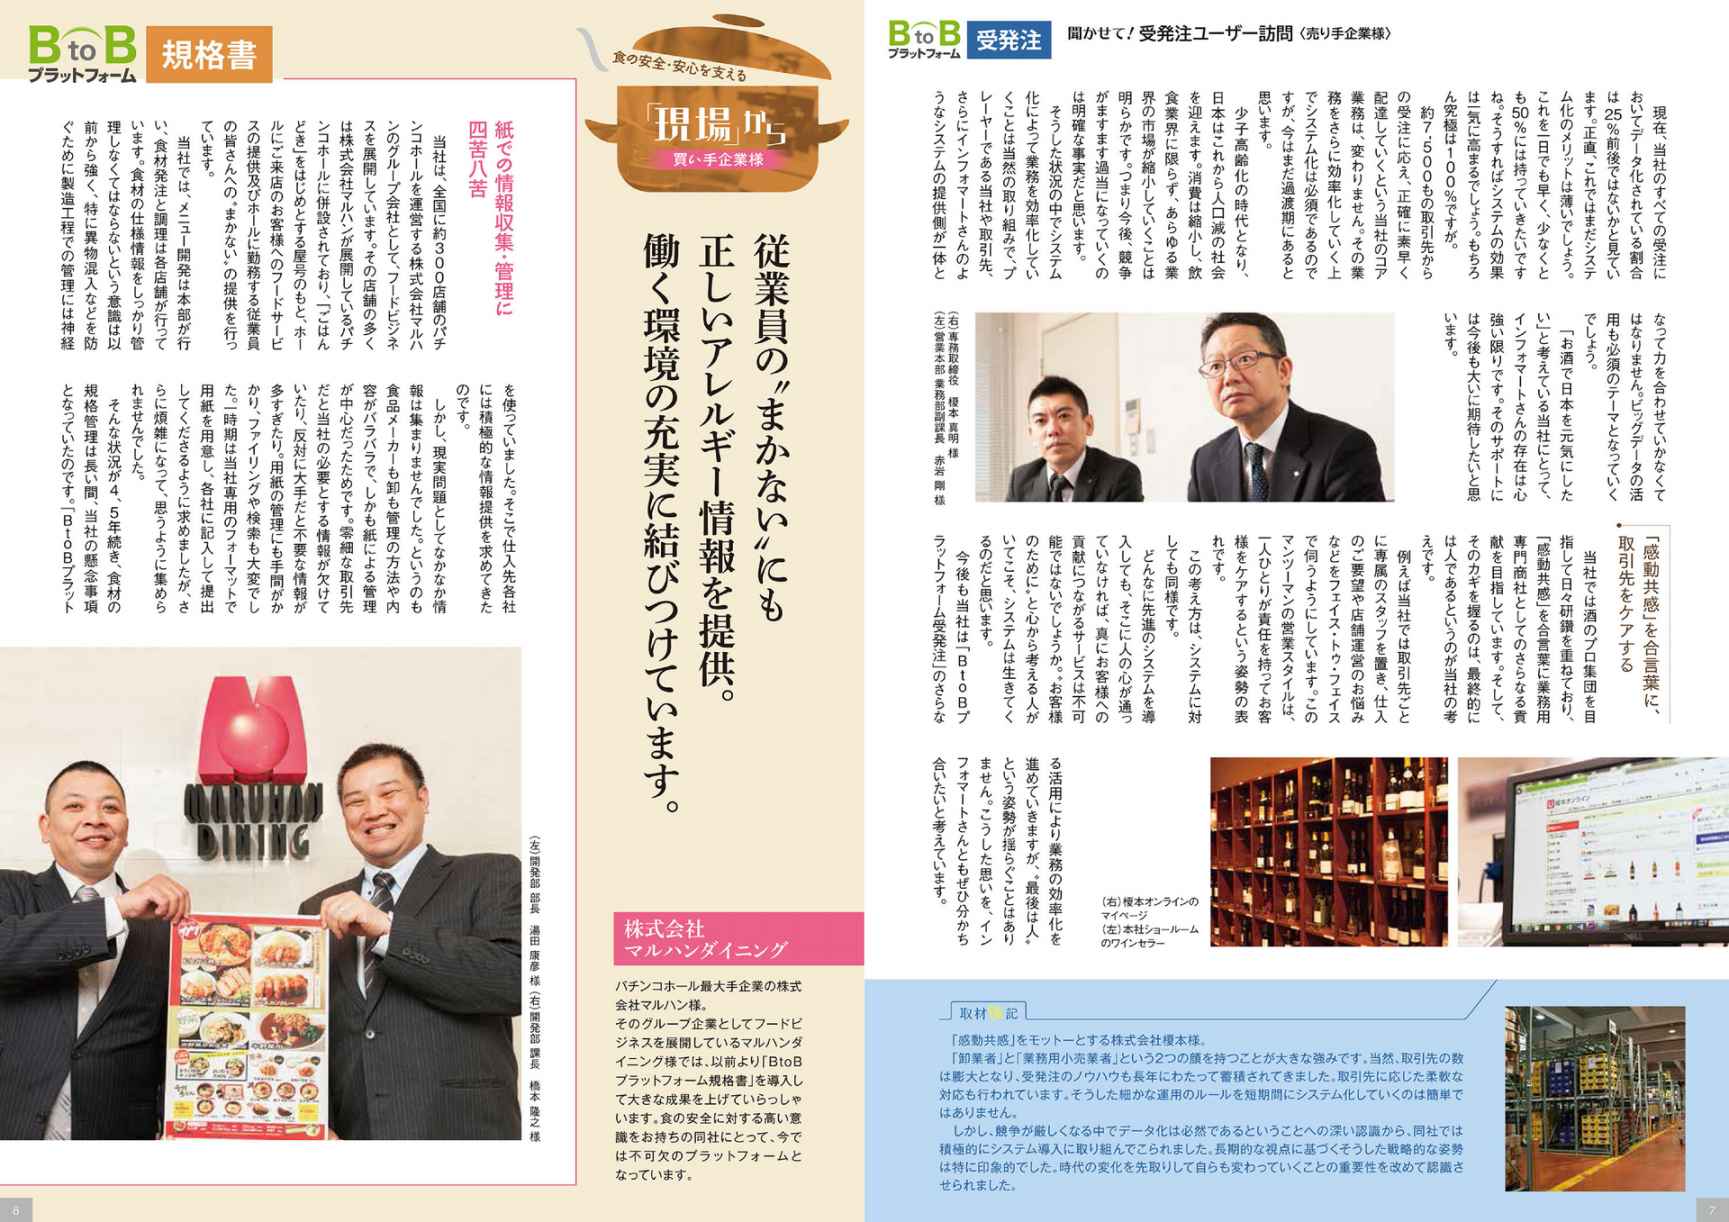 BtoB
プラットフォーム
受発注
聞かせて！受発注ユーザー訪問〈売り手企業様〉
現在、当社のすべての受注に
おいてデータ化されている割合
は25％前後ではないかと見てい
ます。正直、これではまだシステ
ム化のメリットは薄いでしょう。
これを一日でも早く、少なくと
も50％には持っていきたいです
ね。そうすればシステムの効果
は一気に高まるでしょう。もちろ
ん究極は100％ですが。
約7,500もの取引先から
の受注に応え、正確に素早く
配達していくという当社のコア
業務は、変わりません。その業
務をさらに効率化していく上
でシステム化は必須であるので
すが、今はまだ過渡期にあると
思います。
少子高齢化の時代となり、
日本はこれから人口減の社会
を迎えます。消費は縮小し、飲
食業界に限らず、あらゆる業
界の市場が縮小していくことは
明らかです。つまり今後、競争
がますます過当になっていくの
は明確な事実だと思います。
そうした状況の中でシステム
化によって業務を効率化してい
くことは当然の取り組みで、プ
レーヤーである当社や取引先、
さらにインフォマートさんのよ
うなシステムの提供側が一体と
なって力を合わせていかなくて
はなりません。ビッグデータの活
用も必須のテーマとなっていく
でしょう。
「お酒で日本を元気にした
い」と考えている当社にとって、
インフォマートさんの存在は心
強い限りです。そのサポートに
は今後も大いに期待したいと思
います。
（右）専務取締役 榎本 真明 様
（左）営業本部 業務部副課長 赤岩 剛 様
「感動共感」を合言葉に、
取引先をケアする
当社では酒のプロ集団を目
指して日々研鑽を重ねており、
「感動共感」を合言葉に業務用
専門商社としてのさらなる貢
献を目指しています。そして、
そのカギを握るのは、最終的に
は人であるというのが当社の考
えです。
例えば当社では取引先ごと
に専属のスタッフを置き、仕入
のご要望や店舗運営のお悩み
などをフェイス・トゥ・フェイス
で伺うようにしています。この
マンツーマンの営業スタイルは、
一人ひとりが責任を持ってお客
様をケアするという姿勢の表
れです。
この考え方は、システムに対
しても同様です。
どんなに先進のシステムを導
入しても、そこに人の心が通っ
ていなければ、真にお客様への
貢献につながるサービスは不可
能ではないでしょうか。〝お客様
のために〟と心から考える人が
いてこそ、システムは生きてく
るのだと思います。
今後も当社は「BtoBプ
ラットフォーム受発注」のさらな
る活用により業務の効率化を
進めていきますが、〝最後は人〟
という姿勢が揺らぐことはあり
ません。こうした思いを、イン
フォマートさんともぜひ分かち
合いたいと考えています。
（右）榎本オンラインの
マイページ
（左）本社ショールーム
のワインセラー
取材 記
「感動共感」をモットーとする株式会社榎本様。
「卸業者」と「業務用小売業者」という2つの顔を持つことが大きな強みです。当然、取引先の数
は膨大となり、受発注のノウハウも長年にわたって蓄積されてきました。取引先に応じた柔軟な
対応も行われています。そうした細かな運用のルールを短期間にシステム化していくのは簡単で
はありません。
しかし、競争が厳しくなる中でデータ化は必然であるということへの深い認識から、同社では
積極的にシステム導入に取り組んでこられました。長期的な視点に基づくそうした戦略的な姿勢
は特に印象的でした。時代の変化を先取りして自らも変わっていくことの重要性を改めて認識さ
せられました。
7
BtoB
プラットフォーム
規格書
食の安全・安心を支える
「現場」から
買い手企業様
従業員の〝まかない〟にも
正しいアレルギー情報を提供。
働く環境の充実に結びつけています。
株式会社
マルハンダイニング
パチンコホール最大手企業の株式
会社マルハン様。
そのグループ企業としてフードビ
ジネスを展開しているマルハンダ
イニング様では、以前より「BtoB
プラットフォーム規格書」を導入し
て大きな成果を上げていらっしゃ
います。食の安全に対する高い意
識をお持ちの同社にとって、今で
は不可欠のプラットフォームと
なっています。
紙での情報収集・管理に
四苦八苦
当社は、全国に約300店舗のパチ
ンコホールを運営する株式会社マルハ
ンのグループ会社として、フードビジネ
スを展開しています。その店舗の多く
は株式会社マルハンが展開しているパチ
ンコホールに併設されており、「ごはん
どき」をはじめとする屋号のもと、ホー
ルにご来店のお客様へのフードサービ
スの提供及びホールに勤務する従業員
の皆さんへの〝まかない〟の提供を行っ
ています。
当社では、メニュー開発は本部が行
い、食材発注と調理は各店舗が行って
います。食材の仕様情報をしっかり管
理しなくてはならないという意識は以
前から強く、特に異物混入などを防
ぐために製造工程での管理には神経
を使っていました。そこで仕入先各社
には積極的な情報提供を求めてきた
のです。
しかし、現実問題としてなかなか情
報は集まりませんでした。というのも
食品メーカーも卸も管理の方法や内
容がバラバラで、しかも紙による管理
が中心だったためです。零細な取引先
だと当社の必要とする情報が欠けて
いたり、反対に大手だと不要な情報が
多すぎたり。用紙の管理にも手間がか
かり、ファイリングや検索も大変でし
た。一時期は当社専用のフォーマットで
用紙を用意し、各社に記入して提出
してくださるように求めましたが、さ
らに煩雑になって、思うように集めら
れませんでした。
そんな状況が4、5年続き、食材の
規格管理は長い間、当社の懸念事項
となっていたのです。「BtoBプラット
MARUHAN
DINING
（左）開発部 部長 湯田 康彦 様（右）開発部 課長 橋本 隆之 様
8